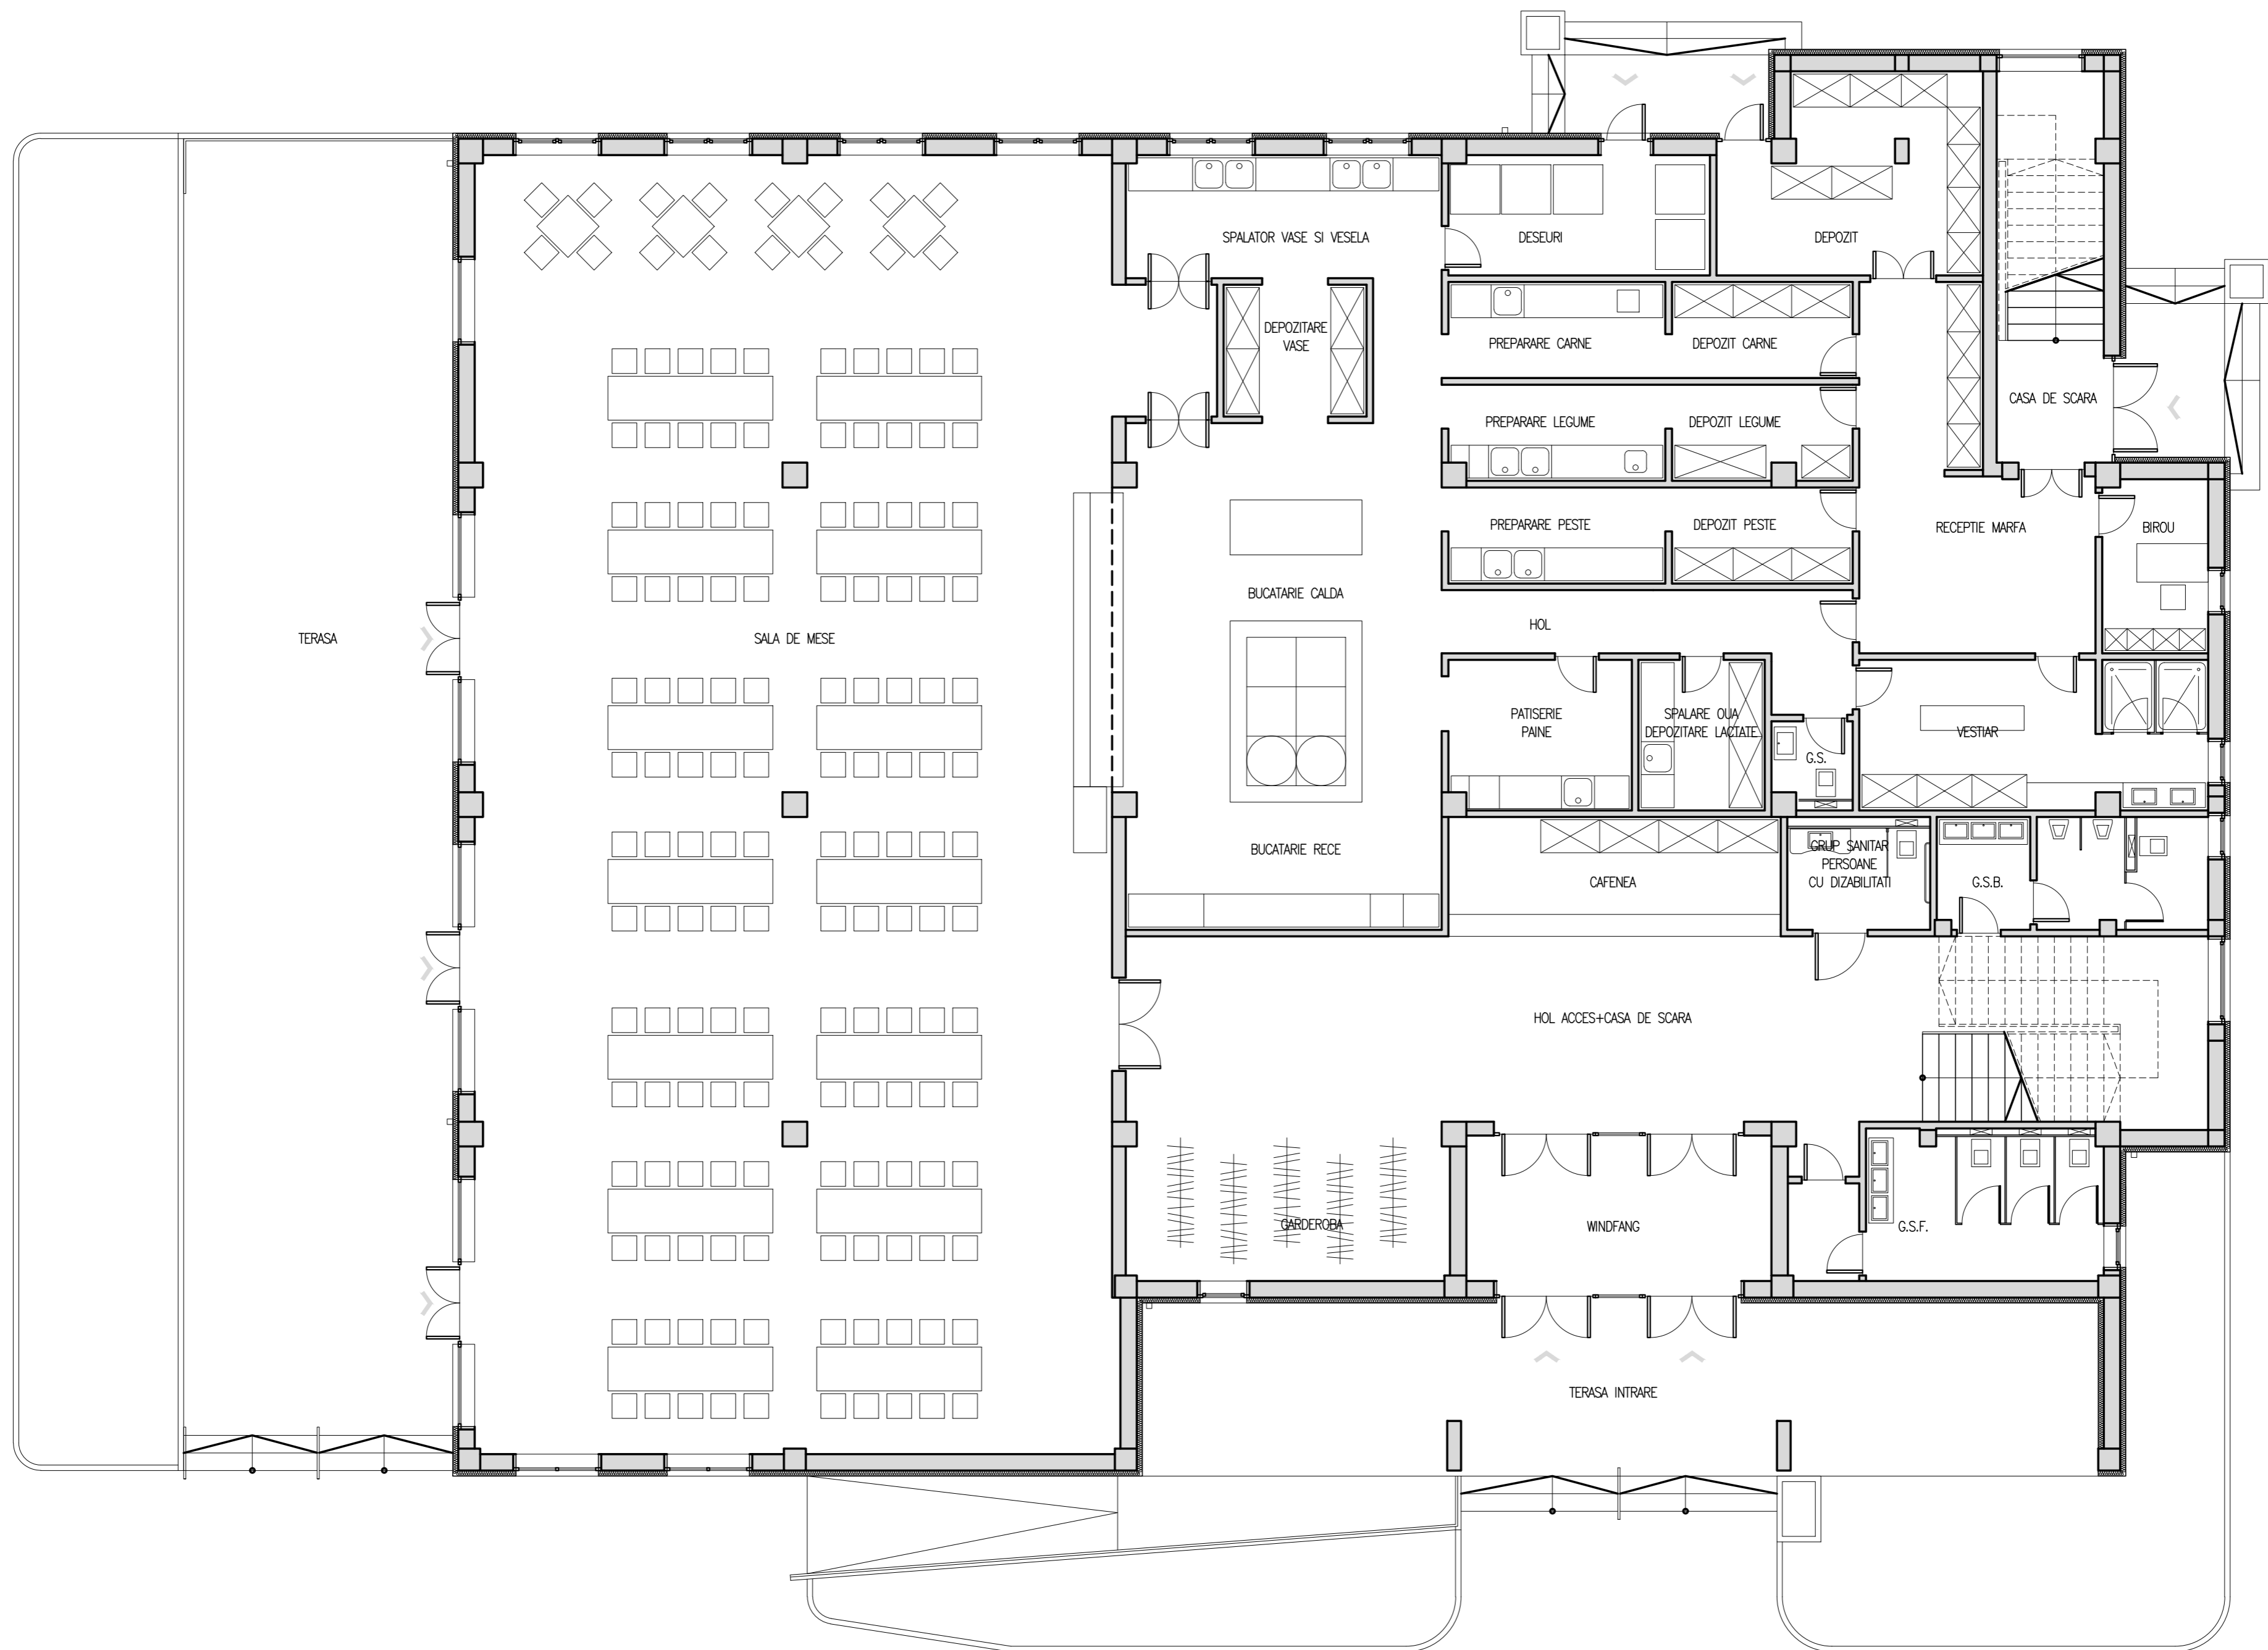 SPALATOR VASE SI VESELA
DESEURI
DEPOZIT
DEPOZITARE
VASE
PREPARARE CARNE
DEPOZIT CARNE
CASA DE SCARA
PREPARARE LEGUME
DEPOZIT LEGUME
PREPARARE PESTE
DEPOZIT PESTE
RECEPTIE MARFA
BIROU
BUCATARIE CALDA
HOL
TERASA
SALA DE MESE
PATISERIE
PAINE
SPALARE OUA
DEPOZITARE LACTATE
G.S.
VESTIAR
BUCATARIE RECE
CAFENEA
GRUP SANITAR
PERSOANE
CU DIZABILITATI
G.S.B.
HOL ACCES+CASA DE SCARA
GARDEROBA
WINDFANG
G.S.F.
TERASA INTRARE